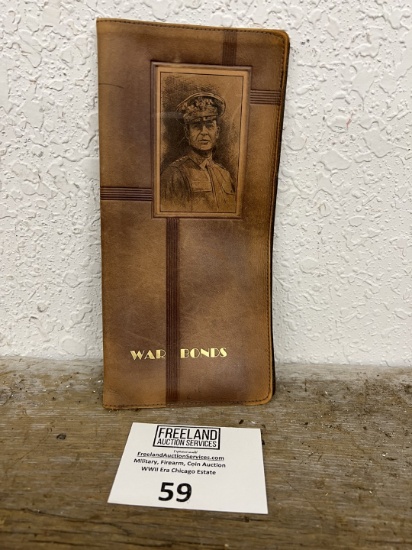 WAR BONDS
FREELAND
AUCTION SERVICES
FreelandAuctionServices.com
Military, Firearm, Coin Auction
WWII Era Chicago Estate
59